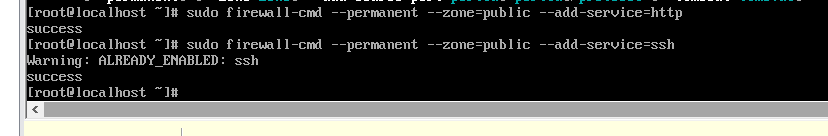 [root@localhost ~]# sudo firewall-cmd --permanent --zone=public --add-service=http
success
[root@localhost ~]# sudo firewall-cmd --permanent --zone=public --add-service=ssh
Warning: ALREADY_ENABLED: ssh
success
[root@localhost ~]#